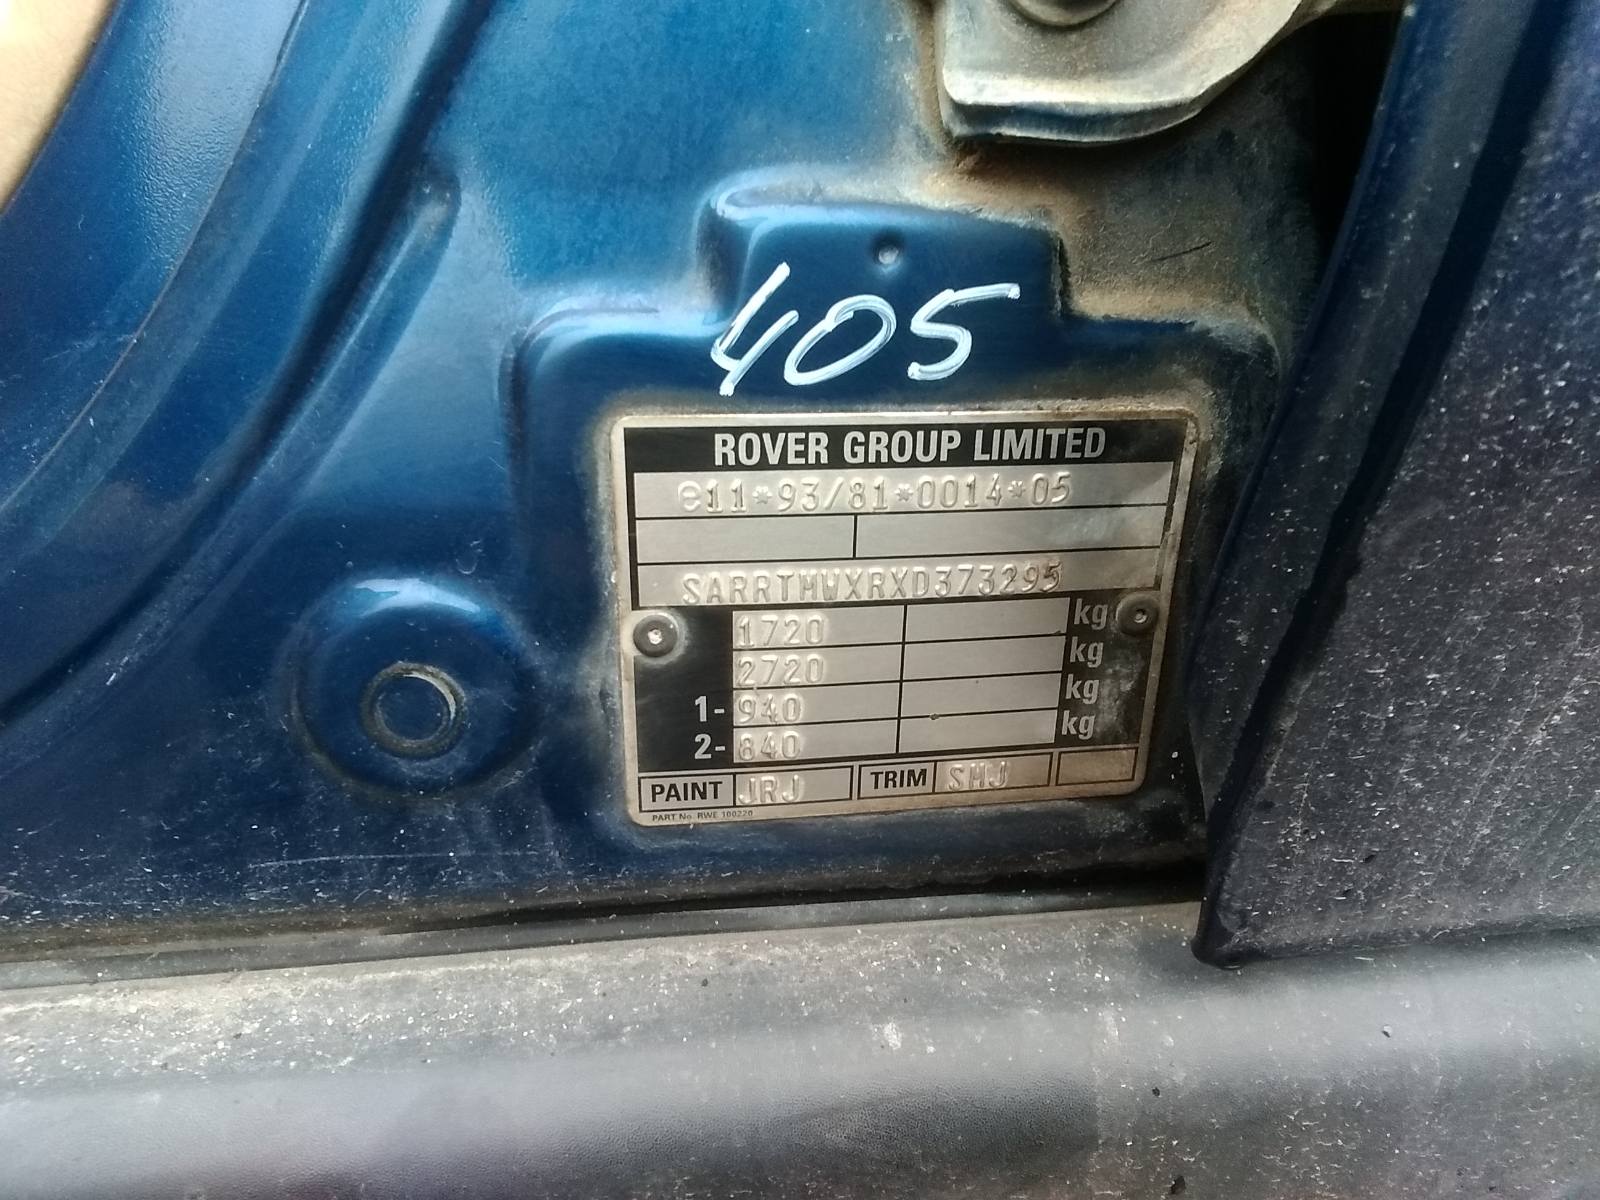 405
ROVER GROUP LIMITED
e11*93/81*0014*05
SARRTMWXRXD373295
1720 kg
2720 kg
1- 940 kg
2- 840 kg
PAINT JRJ TRIM SMJ
PART No. RWE 100220